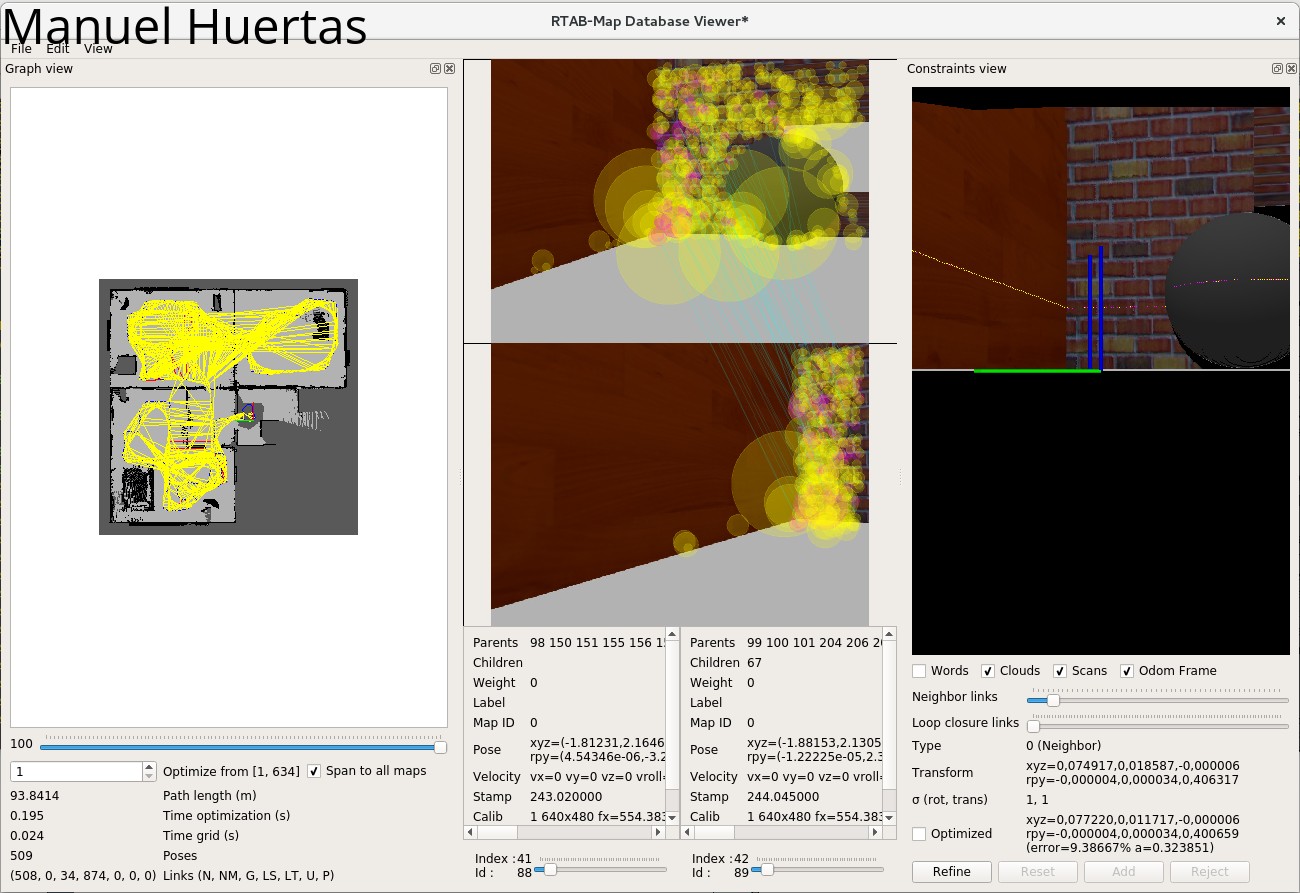 Manuel Huertas
RTAB-Map Database Viewer*
File Edit View
Graph view
100
1 Optimize from [1, 634] Span to all maps
93.8414 Path length (m)
0.195 Time optimization (s)
0.024 Time grid (s)
509 Poses
(508, 0, 34, 874, 0, 0, 0) Links (N, NM, G, LS, LT, U, P)
Parents 98 150 151 155 156 1
Children
Weight 0
Label
Map ID 0
Pose xyz=(-1.81231,2.1646
rpy=(4.54346e-06,-3.2
Velocity vx=0 vy=0 vz=0 vroll=
Stamp 243.020000
Calib 1 640x480 fx=554.383
Index : 41
Id : 88
Parents 99 100 101 204 206 2
Children 67
Weight 0
Label
Map ID 0
Pose xyz=(-1.88153,2.1305
rpy=(-1.22225e-05,2.3
Velocity vx=0 vy=0 vz=0 vroll=
Stamp 244.045000
Calib 1 640x480 fx=554.383
Index : 42
Id : 89
Constraints view
Words Clouds Scans Odom Frame
Neighbor links
Loop closure links
Type 0 (Neighbor)
Transform xyz=0,074917,0,018587,-0,000006
rpy=-0,000004,0,000034,0,406317
σ (rot, trans) 1, 1
Optimized xyz=0,077220,0,011717,-0,000006
rpy=-0,000004,0,000034,0,400659
(error=9.38667% a=0.323851)
Refine Reset Add Reject